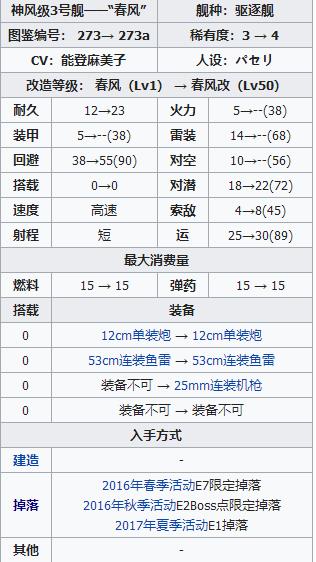 神风级3号舰——“春风” 舰种：驱逐舰
图鉴编号： 273→ 273a 稀有度：3 → 4
CV：能登麻美子 人设：パセリ
改造等级： 春风（Lv1） → 春风改（Lv50）
耐久 12→23 火力 5→--(38)
装甲 5→--(38) 雷装 14→--(68)
回避 38→55(90) 对空 10→--(56)
搭载 0→0 对潜 18→22(72)
速度 高速 索敌 4→8(45)
射程 短 运 25→30(89)
最大消费量
燃料 15 → 15 弹药 15 → 15
搭载 装备
0 12cm单装炮 → 12cm单装炮
0 53cm连装鱼雷 → 53cm连装鱼雷
0 装备不可 → 25mm连装机枪
0 装备不可 → 装备不可
入手方式
建造 -
掉落 2016年春季活动E7限定掉落
2016年秋季活动E2Boss点限定掉落
2017年夏季活动E1掉落
其他 -